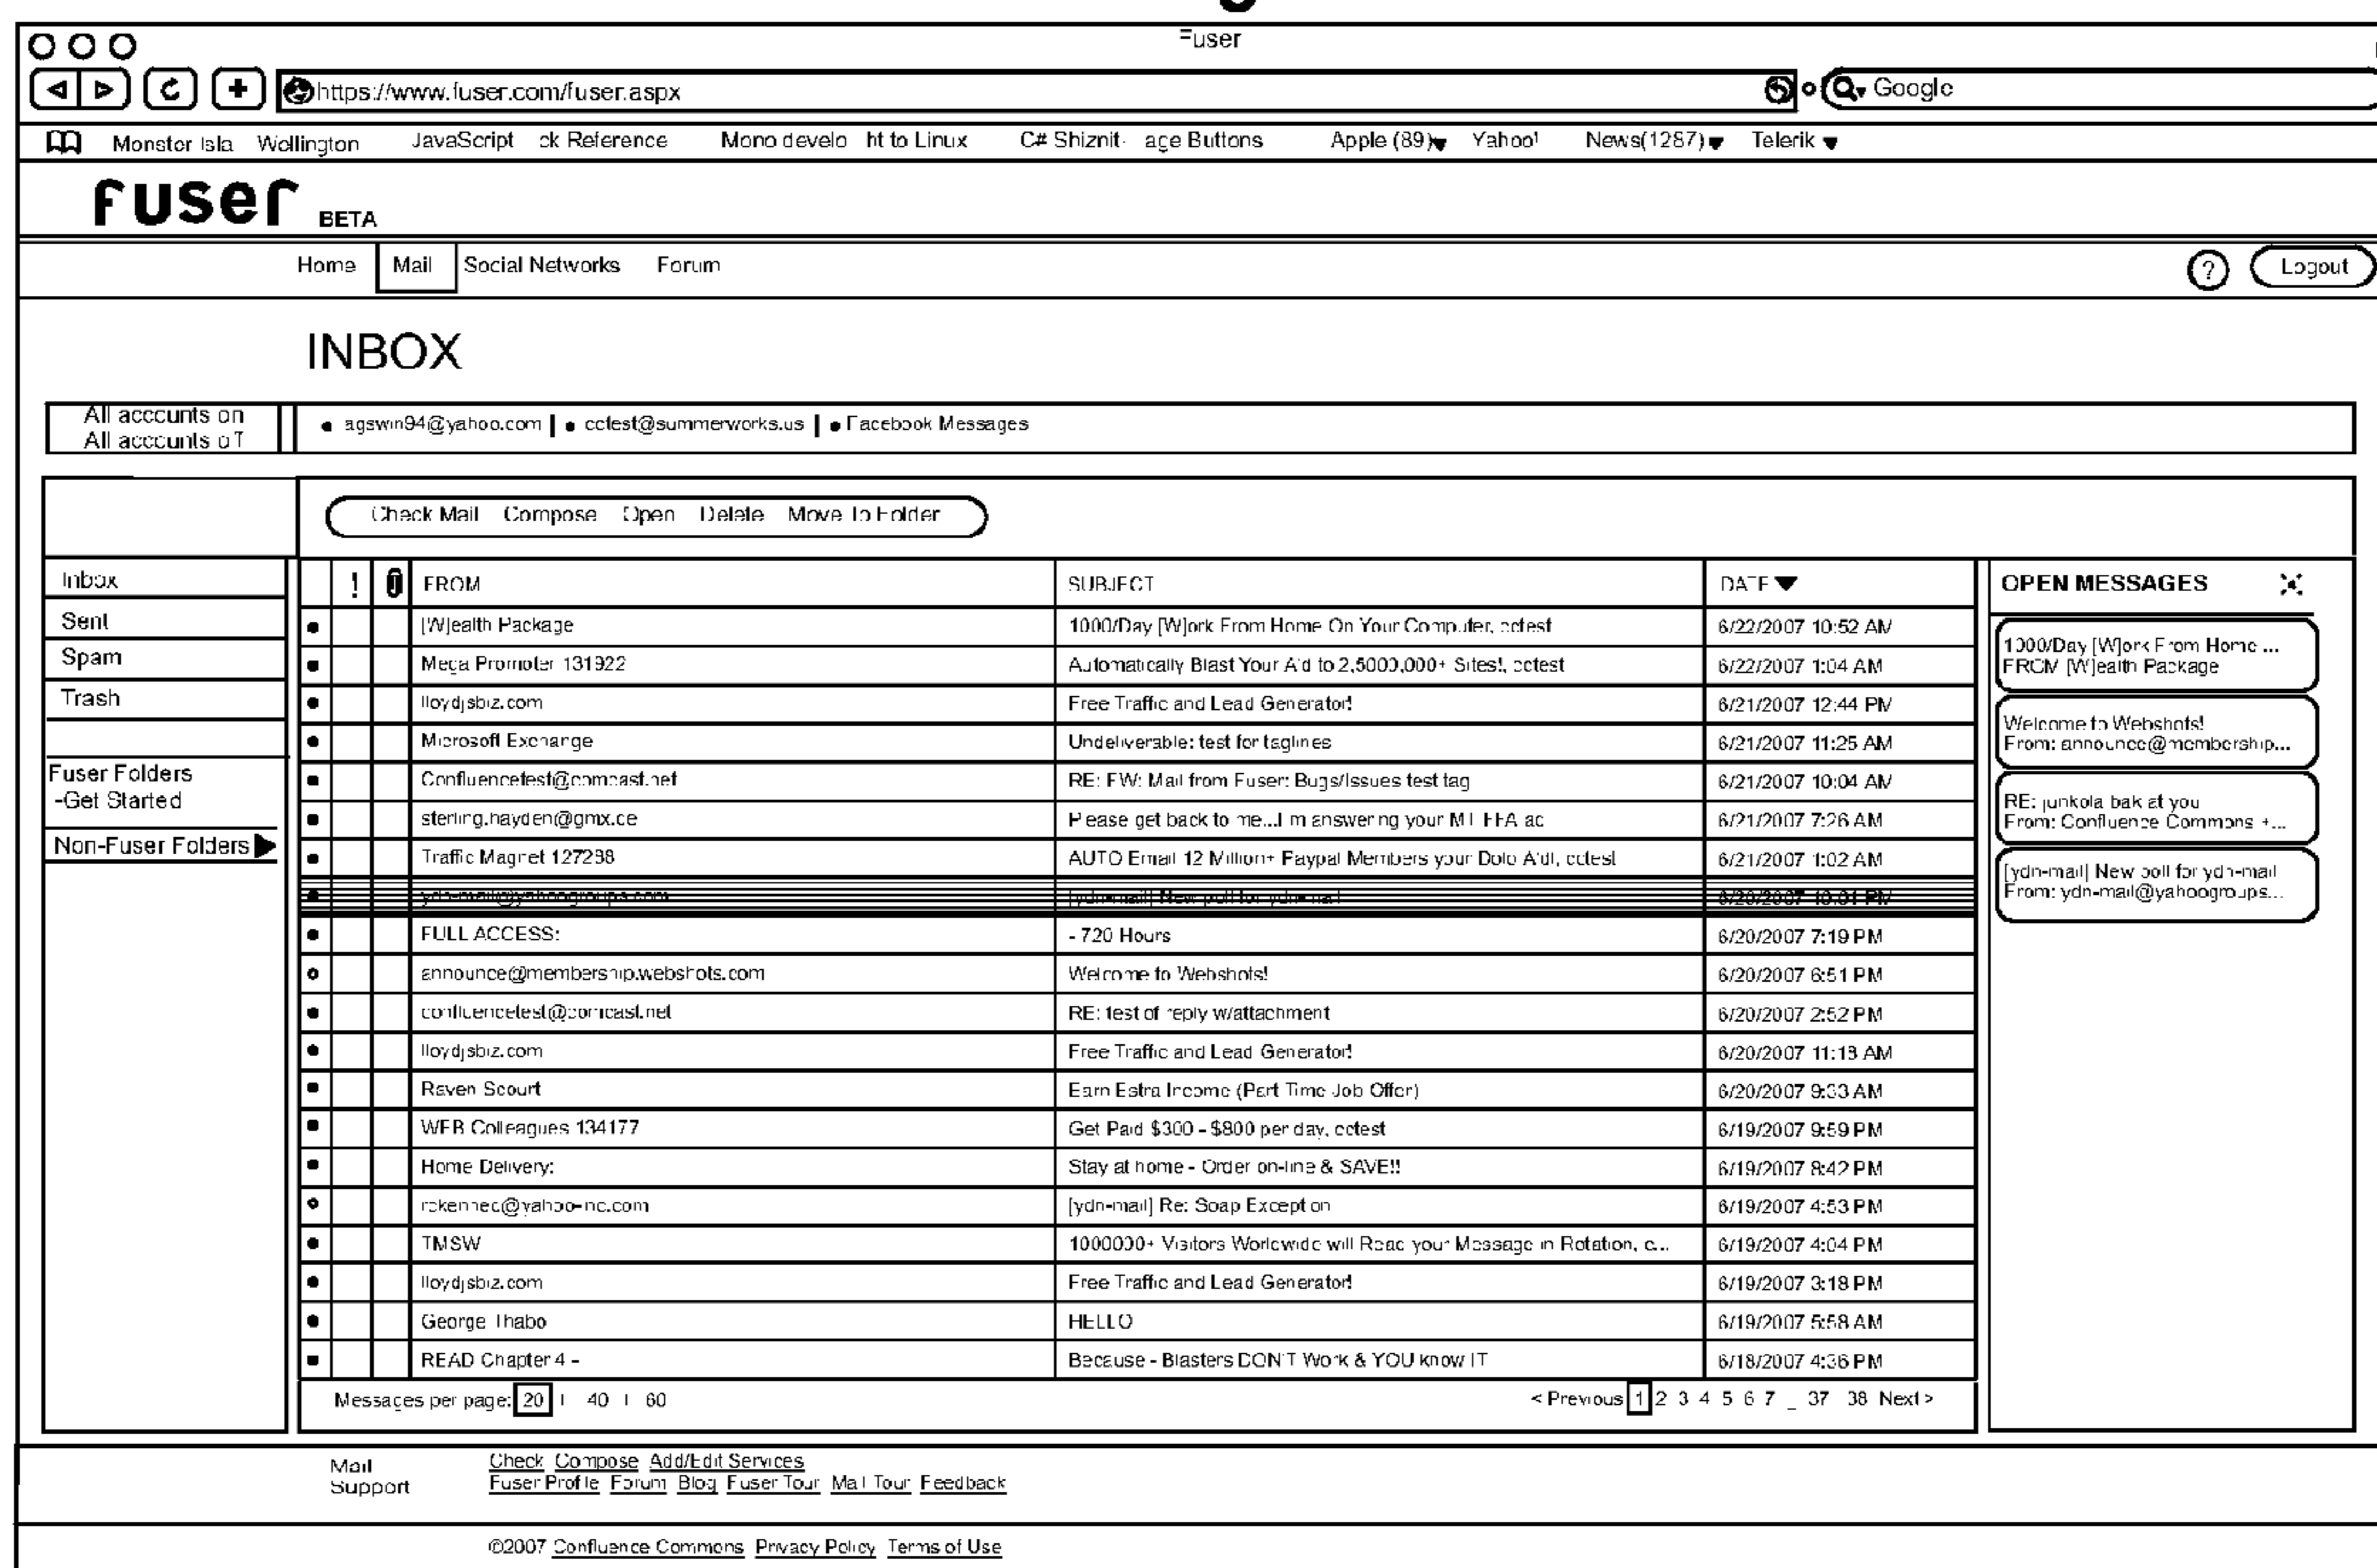 Fuser
https://www.fuser.com/fuser.aspx Google
Monster Isla Wellington JavaScript ck Reference Mono develo ht to Linux C# Shiznit- age Buttons Apple (89) Yahoo! News(1287) Telerik
fuser BETA
Home Mail Social Networks Forum ? Logout
INBOX
All accounts on
All accounts off
agswin94@yahoo.com | cctest@summerworks.us | Facebook Messages
Check Mail Compose Open Delete Move To Folder
Inbox
Sent
Spam
Trash
Fuser Folders
-Get Started
Non-Fuser Folders
! FROM SUBJECT DATE
[W]ealth Package 1000/Day [W]ork From Home On Your Computer, cctest 6/22/2007 10:52 AM
Mega Promoter 131922 Automatically Blast Your A'd to 2,5000,000+ Sites!, cctest 6/22/2007 1:04 AM
lloydjsbiz.com Free Traffic and Lead Generator! 6/21/2007 12:44 PM
Microsoft Exchange Undeliverable: test for taglines 6/21/2007 11:25 AM
Confluencetest@comcast.net RE: FW: Mail from Fuser: Bugs/Issues test tag 6/21/2007 10:04 AM
sterling.hayden@gmx.de Please get back to me...I m answering your 6/21/2007 7:26 AM
Traffic Magnet 127288 AUTO Email 12 Million+ Paypal Members your cctest 6/21/2007 1:02 AM
ydn-mail@yahoogroups.com [ydn-mail] New poll for ydn-mail 6/20/2007 10:01 PM
FULL ACCESS: - 720 Hours 6/20/2007 7:19 PM
announce@membership.webshots.com Welcome to Webshots! 6/20/2007 6:51 PM
confluencetest@comcast.net RE: test of reply w/attachment 6/20/2007 2:52 PM
lloydjsbiz.com Free Traffic and Lead Generator! 6/20/2007 11:18 AM
Raven Scourt Earn Estra Income (Part Time Job Offer) 6/20/2007 9:33 AM
WEB Colleagues 134177 Get Paid $300 - $800 per day, cctest 6/19/2007 9:59 PM
Home Delivery: Stay at home - Order on-line & SAVE!! 6/19/2007 8:42 PM
rckenned@yahoo-inc.com [ydn-mail] Re: Soap Exception 6/19/2007 4:53 PM
TMSW 1000000+ Visitors Worldwide will Read your Message in Rotation, c... 6/19/2007 4:04 PM
lloydjsbiz.com Free Traffic and Lead Generator! 6/19/2007 3:18 PM
George Thabo HELLO 6/19/2007 5:58 AM
READ Chapter 4 - Because - Blasters DON'T Work & YOU know IT 6/18/2007 4:36 PM
Messages per page: 20 | 40 | 60 < Previous 1 2 3 4 5 6 7 _ 37 38 Next >
OPEN MESSAGES
1000/Day [W]ork From Home ...
FROM [W]ealth Package
Welcome to Webshots!
From: announce@membership...
RE: junkola bak at you
From: Confluence Commons +...
[ydn-mail] New poll for ydn-mail
From: ydn-mail@yahoogroups...
Mail Check Compose Add/Edit Services
Support Fuser Profile Forum Blog Fuser Tour Mail Tour Feedback
©2007 Confluence Commons Privacy Policy Terms of Use